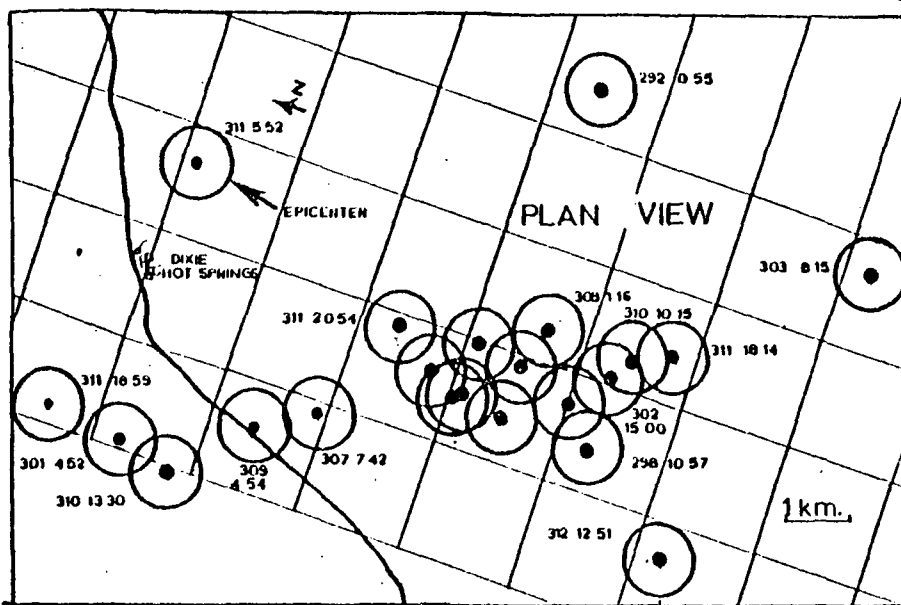 292 0 55
N
311 5 52
EPICENTER
PLAN VIEW
DIXIE
HOT SPRINGS
303 8 15
308 1 16
311 20 54
310 10 15
311 18 14
311 18 59
302
15 00
301 4 52
307 7 42
309
4 54
298 10 57
310 13 30
1 km.
312 12 51